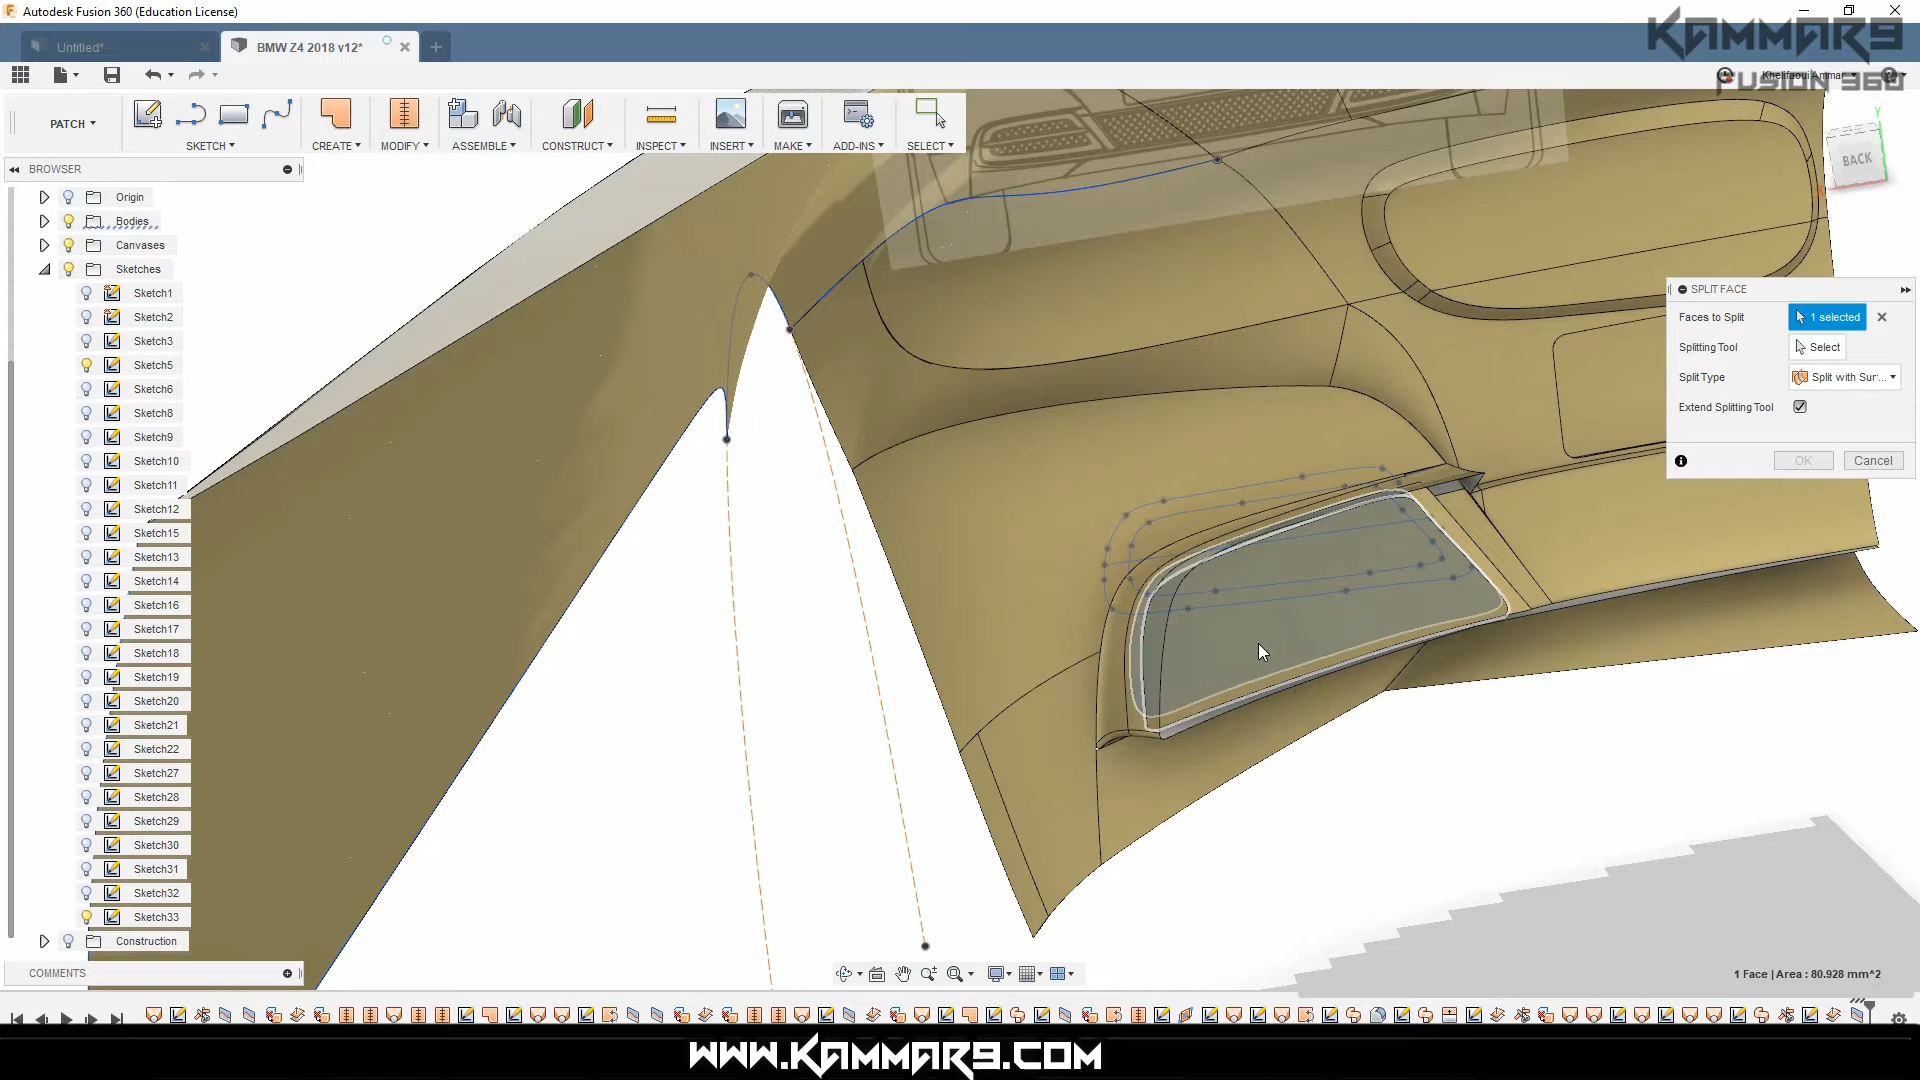 Autodesk Fusion 360 (Education License)
KAMMAR9
FUSION 360
Untitled*
BMW Z4 2018 v12*
Khelifaoui Ammar
PATCH
SKETCH
CREATE
MODIFY
ASSEMBLE
CONSTRUCT
INSPECT
INSERT
MAKE
ADD-INS
SELECT
BACK
Y
BROWSER
Origin
Bodies
Canvases
Sketches
Sketch1
Sketch2
Sketch3
Sketch5
Sketch6
Sketch8
Sketch9
Sketch10
Sketch11
Sketch12
Sketch15
Sketch13
Sketch14
Sketch16
Sketch17
Sketch18
Sketch19
Sketch20
Sketch21
Sketch22
Sketch27
Sketch28
Sketch29
Sketch30
Sketch31
Sketch32
Sketch33
Construction
SPLIT FACE
Faces to Split
1 selected
Splitting Tool
Select
Split Type
Split with Sur...
Extend Splitting Tool
OK
Cancel
COMMENTS
1 Face | Area : 80.928 mm^2
WWW.KAMMAR9.COM